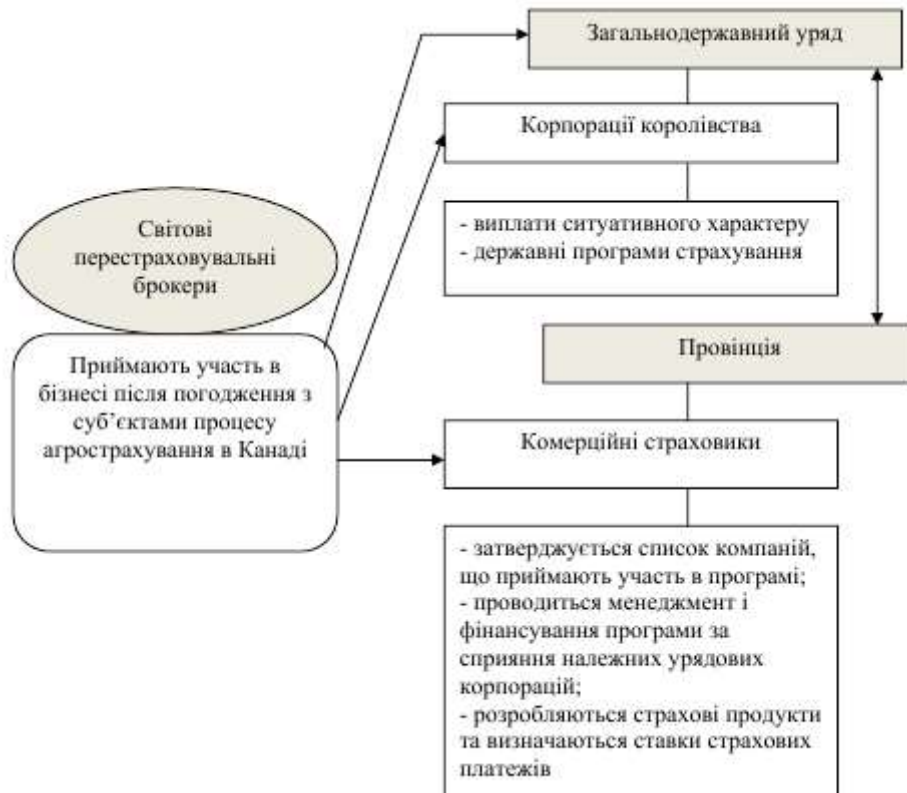 Загальнодержавний уряд
Корпорації королівства
- виплати ситуативного характеру
- державні програми страхування
Світові
перестраховувальні
брокери
Приймають участь в
бізнесі після погодження з
суб’єктами процесу
агрострахування в Канаді
Провінція
Комерційні страховики
- затверджується список компаній,
що приймають участь в програмі;
- проводиться менеджмент і
фінансування програми за
сприяння належних урядових
корпорацій;
- розробляються страхові продукти
та визначаються ставки страхових
платежів